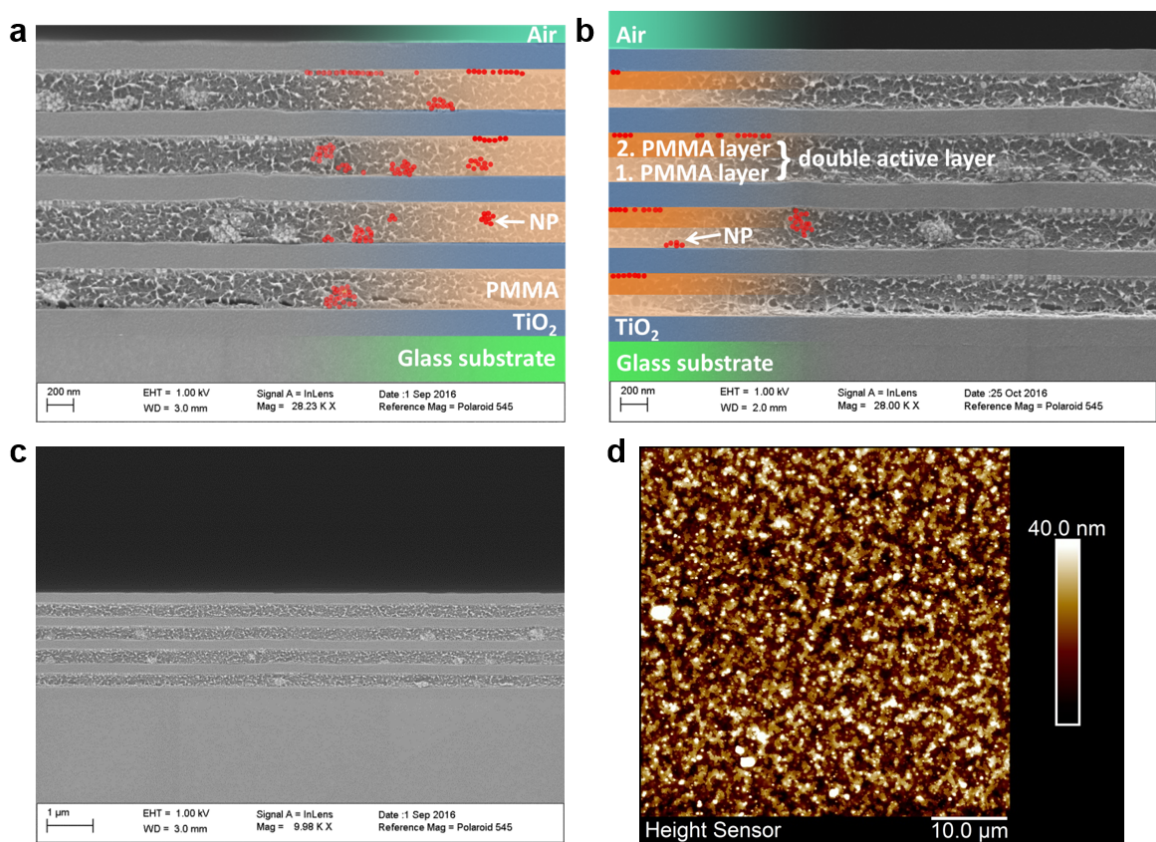 a
Air
NP
PMMA
TiO₂
Glass substrate
200 nm
EHT = 1.00 kV
WD = 3.0 mm
Signal A = InLens
Mag = 28.23 K X
Date :1 Sep 2016
Reference Mag = Polaroid 545
b
Air
2. PMMA layer
1. PMMA layer
} double active layer
NP
TiO₂
Glass substrate
200 nm
EHT = 1.00 kV
WD = 2.0 mm
Signal A = InLens
Mag = 28.00 K X
Date :25 Oct 2016
Reference Mag = Polaroid 545
c
1 µm
EHT = 1.00 kV
WD = 3.0 mm
Signal A = InLens
Mag = 9.98 K X
Date :1 Sep 2016
Reference Mag = Polaroid 545
d
40.0 nm
Height Sensor
10.0 µm